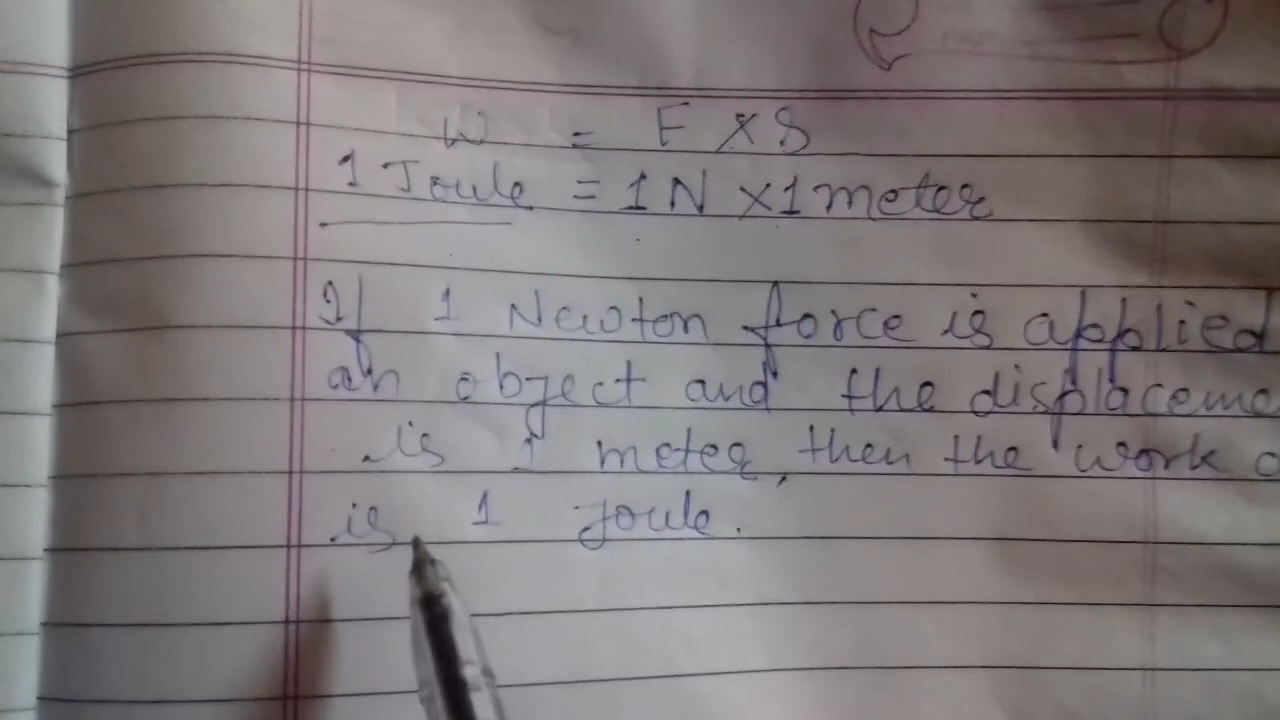 W = F X S
1 Joule = 1 N X 1 meter
If 1 Newton force is applied
an object and the displaceme
is 1 meter, then the work
is 1 Joule.